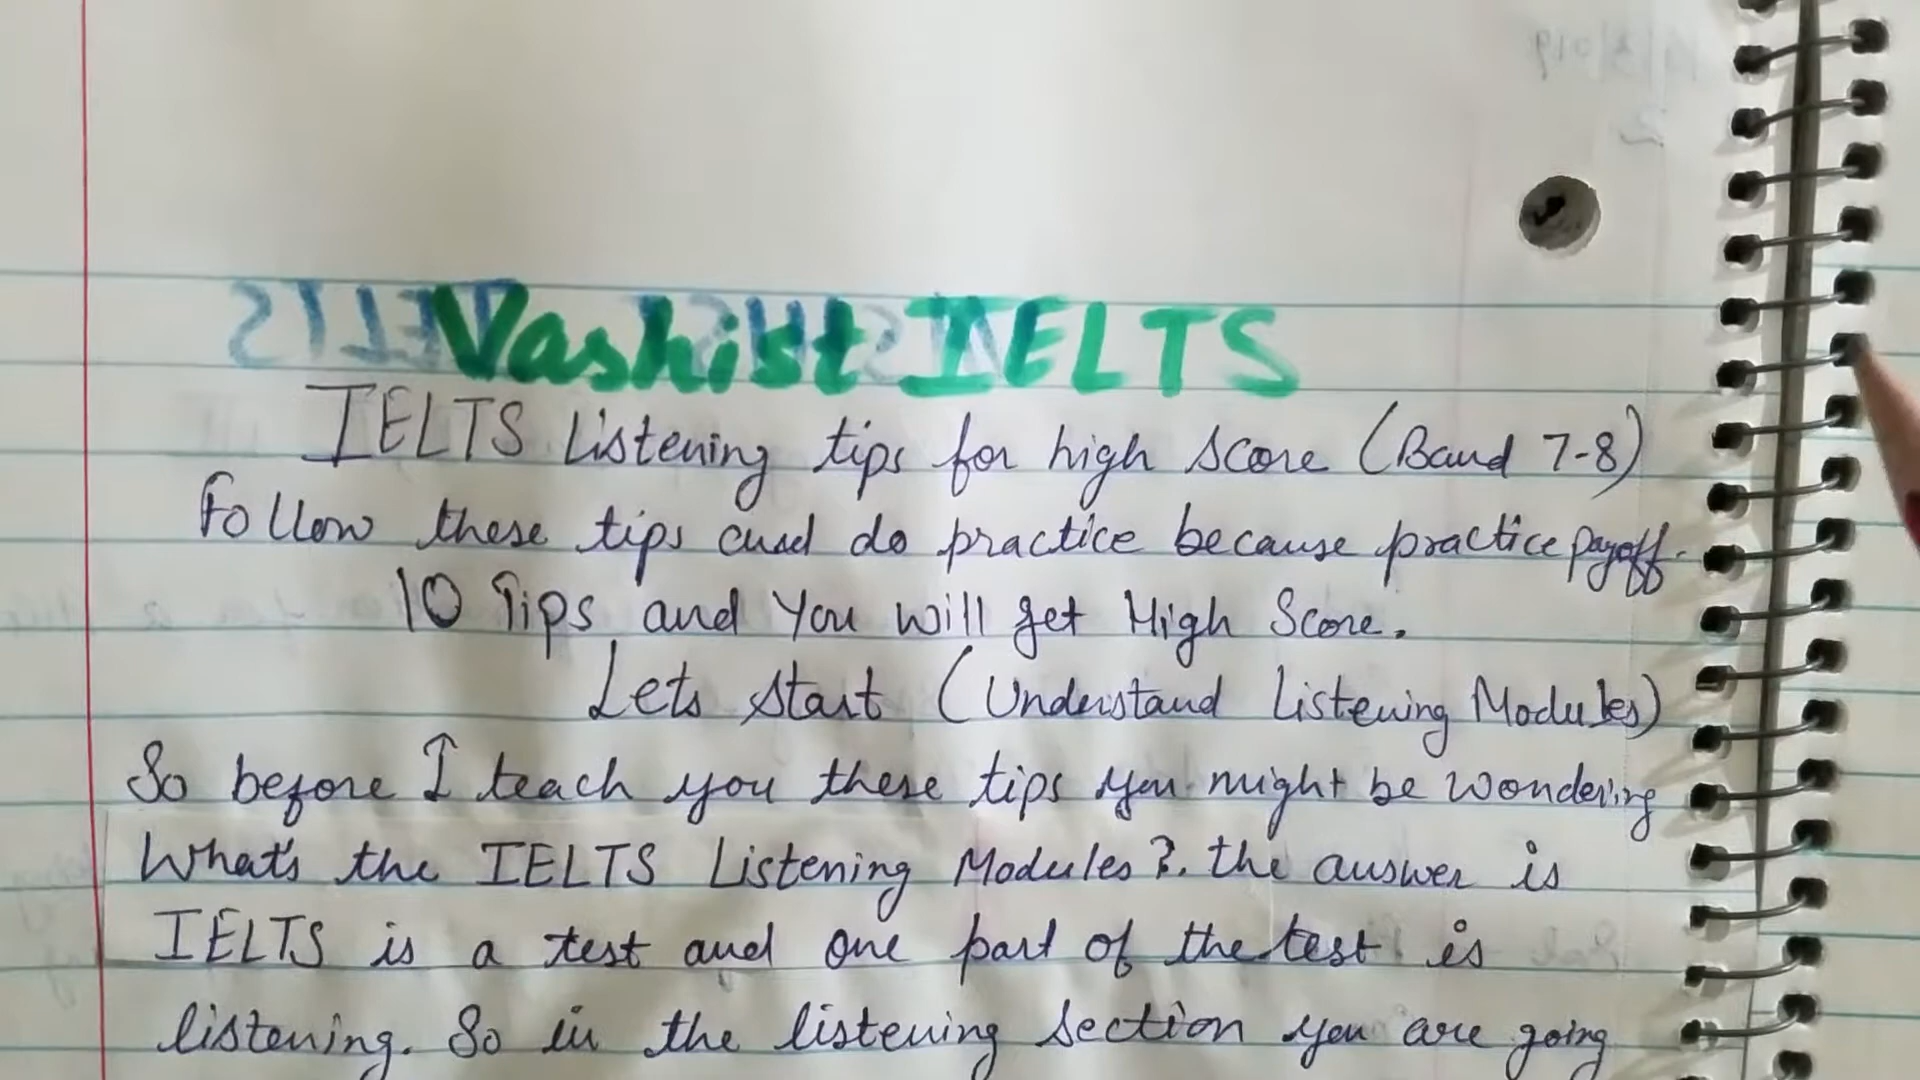 Vashist IELTS
IELTS Listening tips for high score (Band 7-8)
Follow these tips and do practice because practice payoff.
10 Tips and You will get High Score.
Lets start (Understand Listening Modules)
So before I teach you these tips you might be wondering
What's the IELTS Listening Modules?. the answer is
IELTS is a test and one part of the test is
listening. So in the listening section you are going